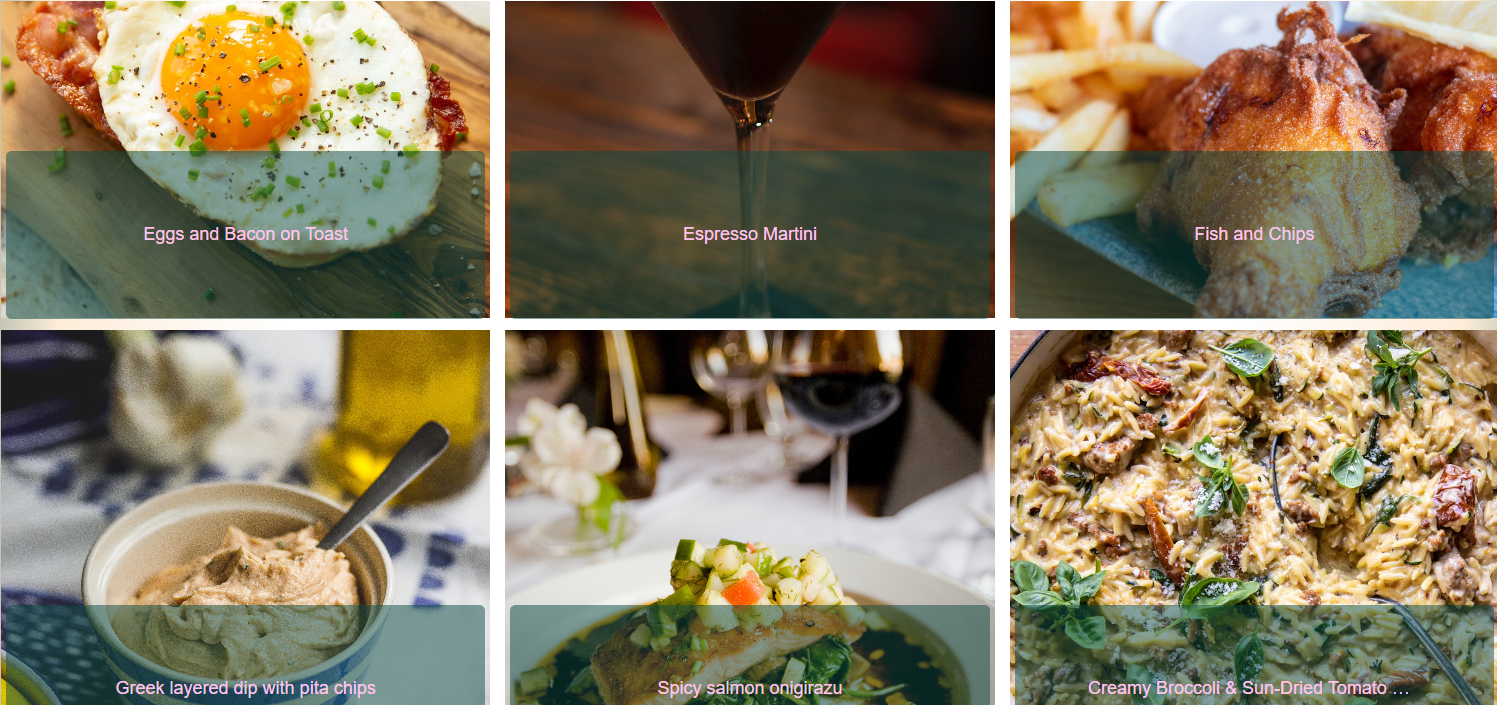 Eggs and Bacon on Toast
Espresso Martini
Fish and Chips
Greek layered dip with pita chips
Spicy salmon onigirazu
Creamy Broccoli & Sun-Dried Tomato …